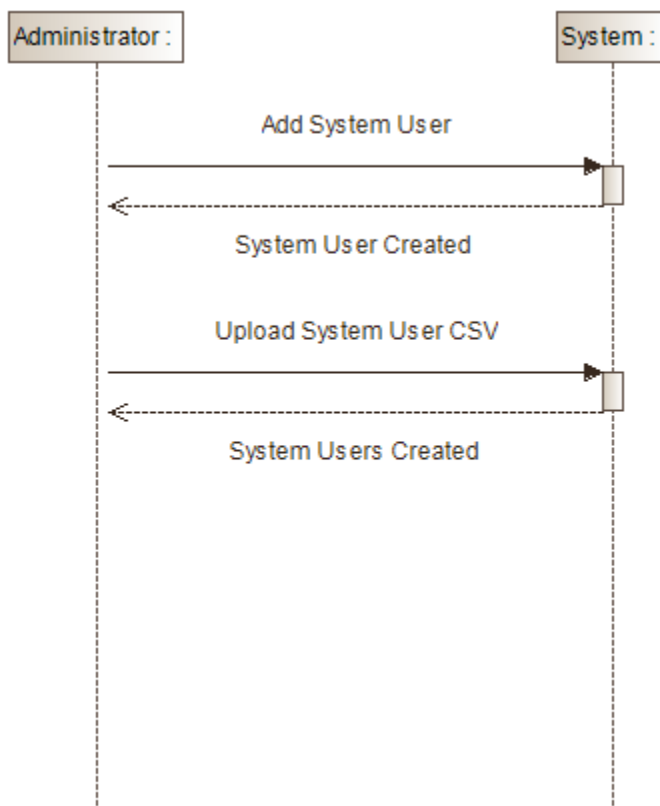 Administrator :
System :
Add System User
System User Created
Upload System User CSV
System Users Created